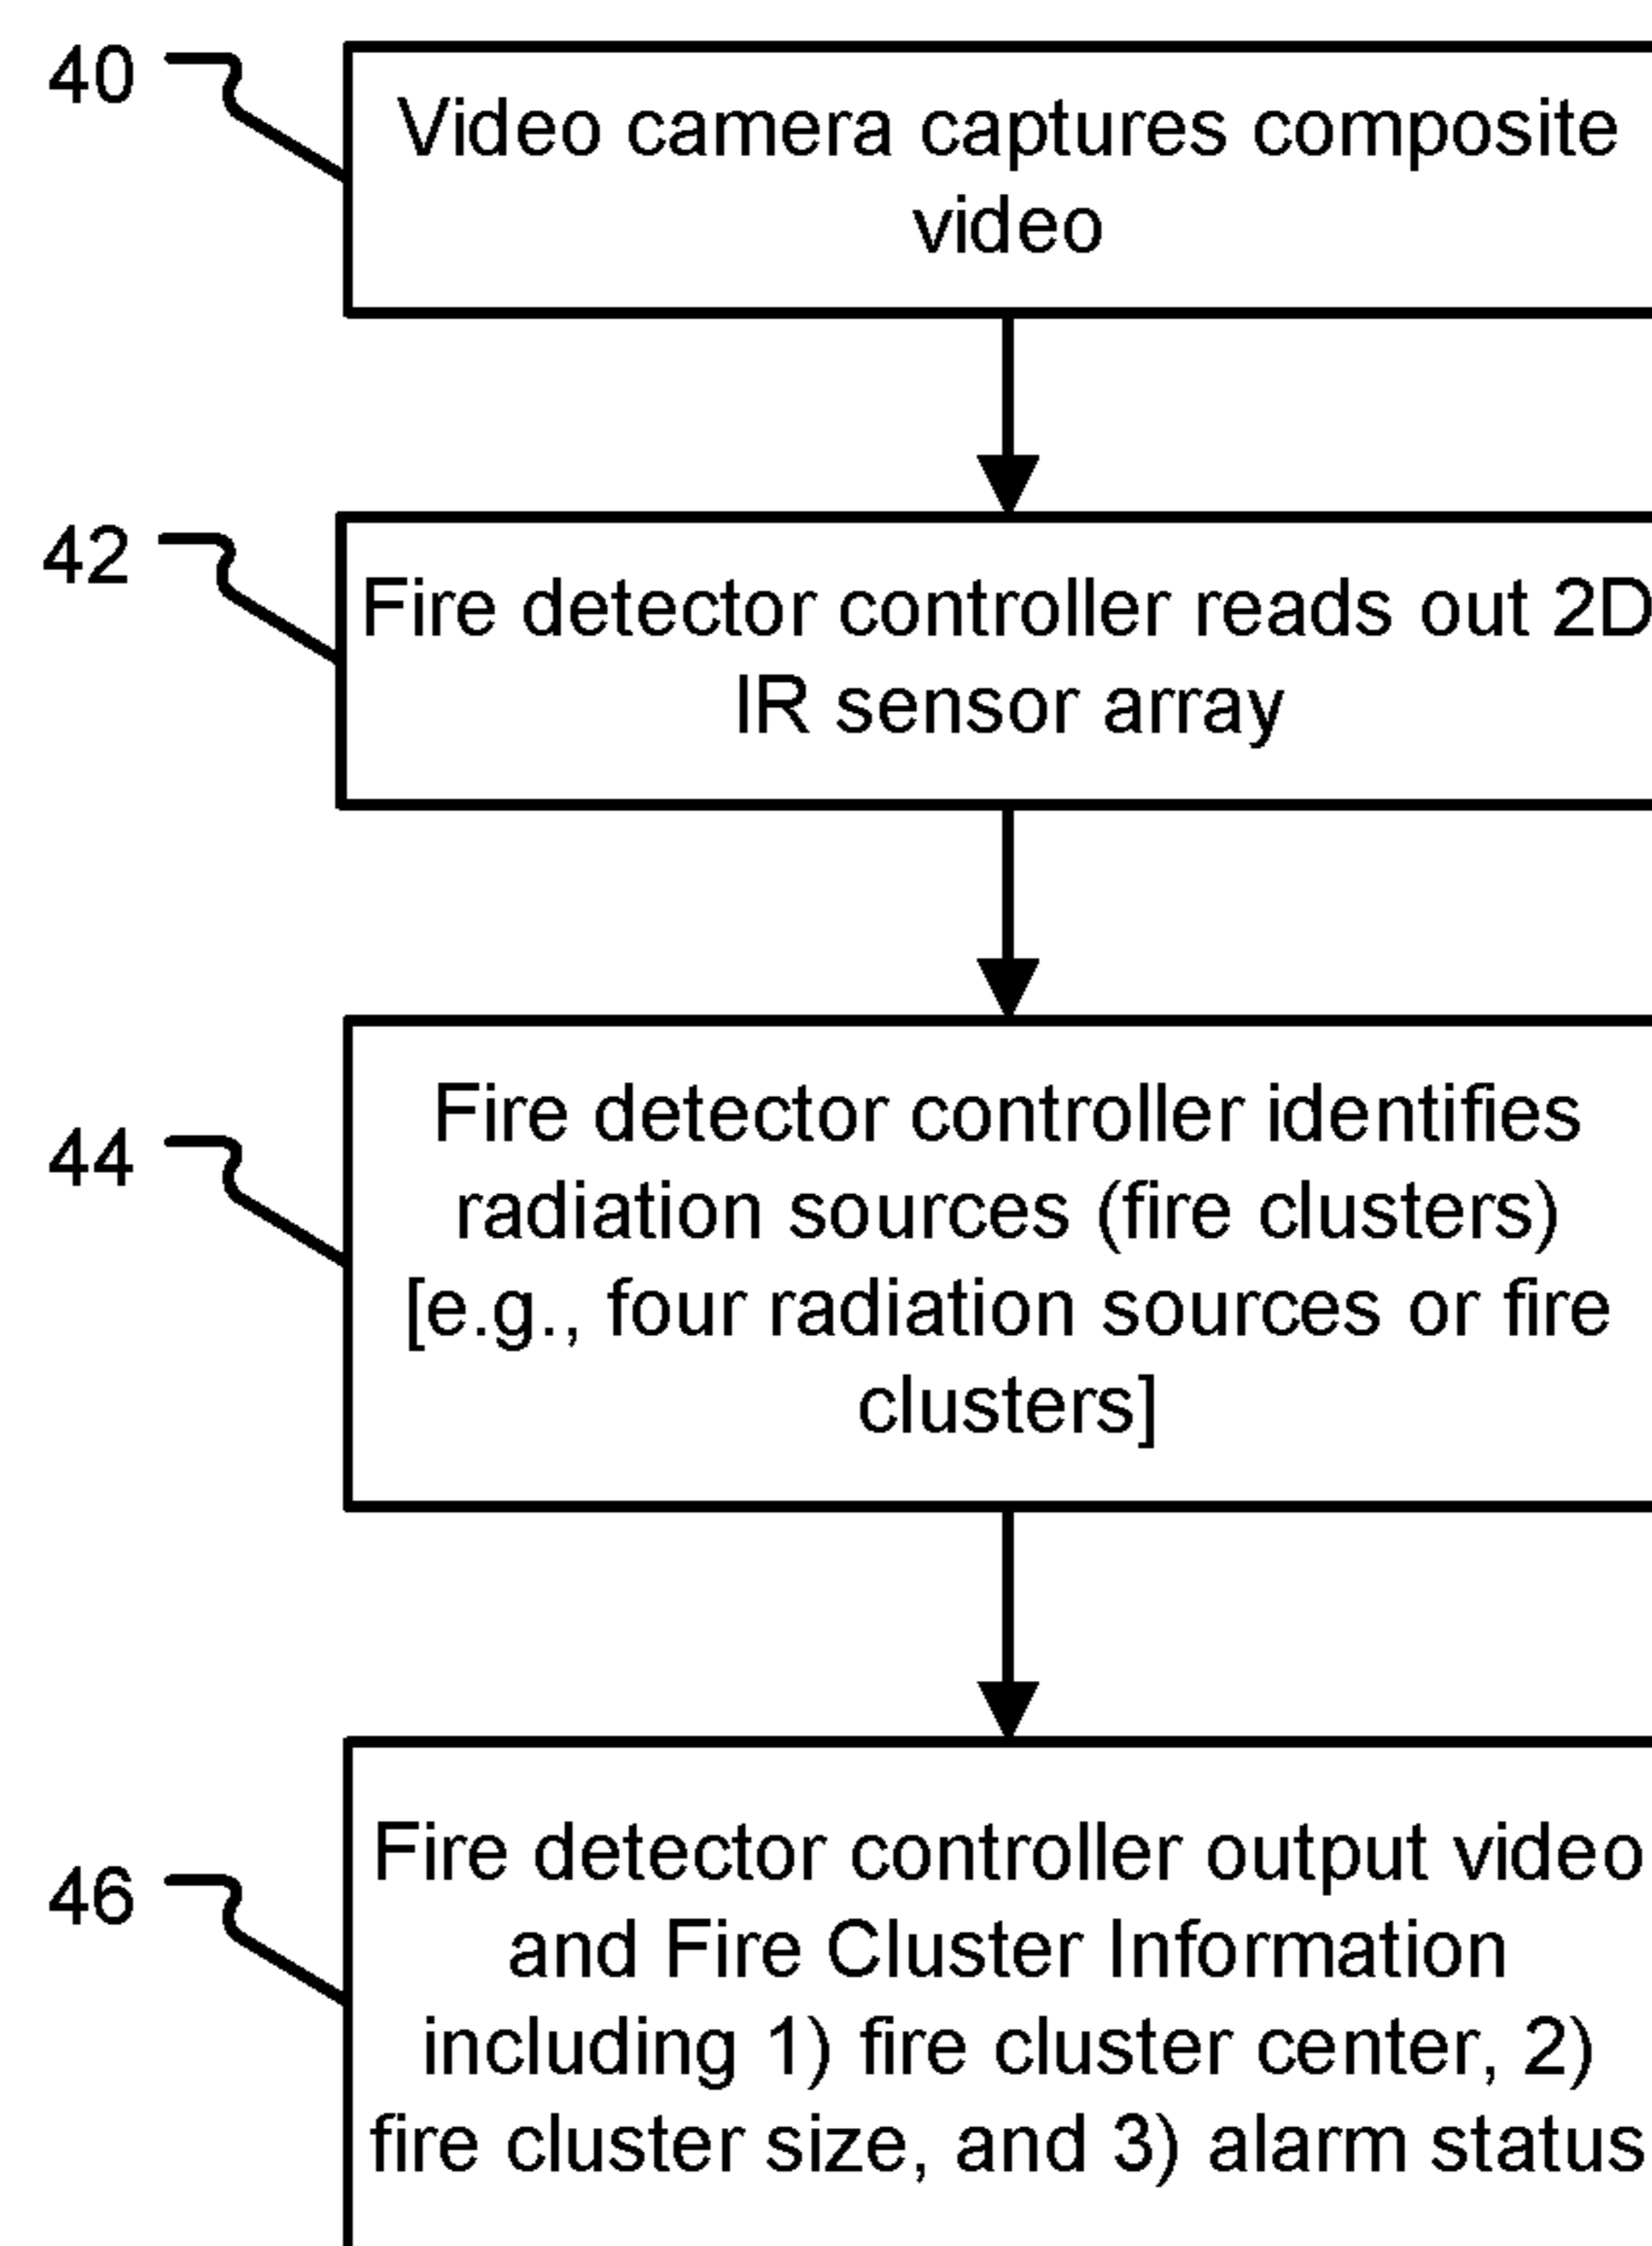 40
Video camera captures composite
video
42
Fire detector controller reads out 2D
IR sensor array
44
Fire detector controller identifies
radiation sources (fire clusters)
[e.g., four radiation sources or fire
clusters]
46
Fire detector controller output video
and Fire Cluster Information
including 1) fire cluster center, 2)
fire cluster size, and 3) alarm status